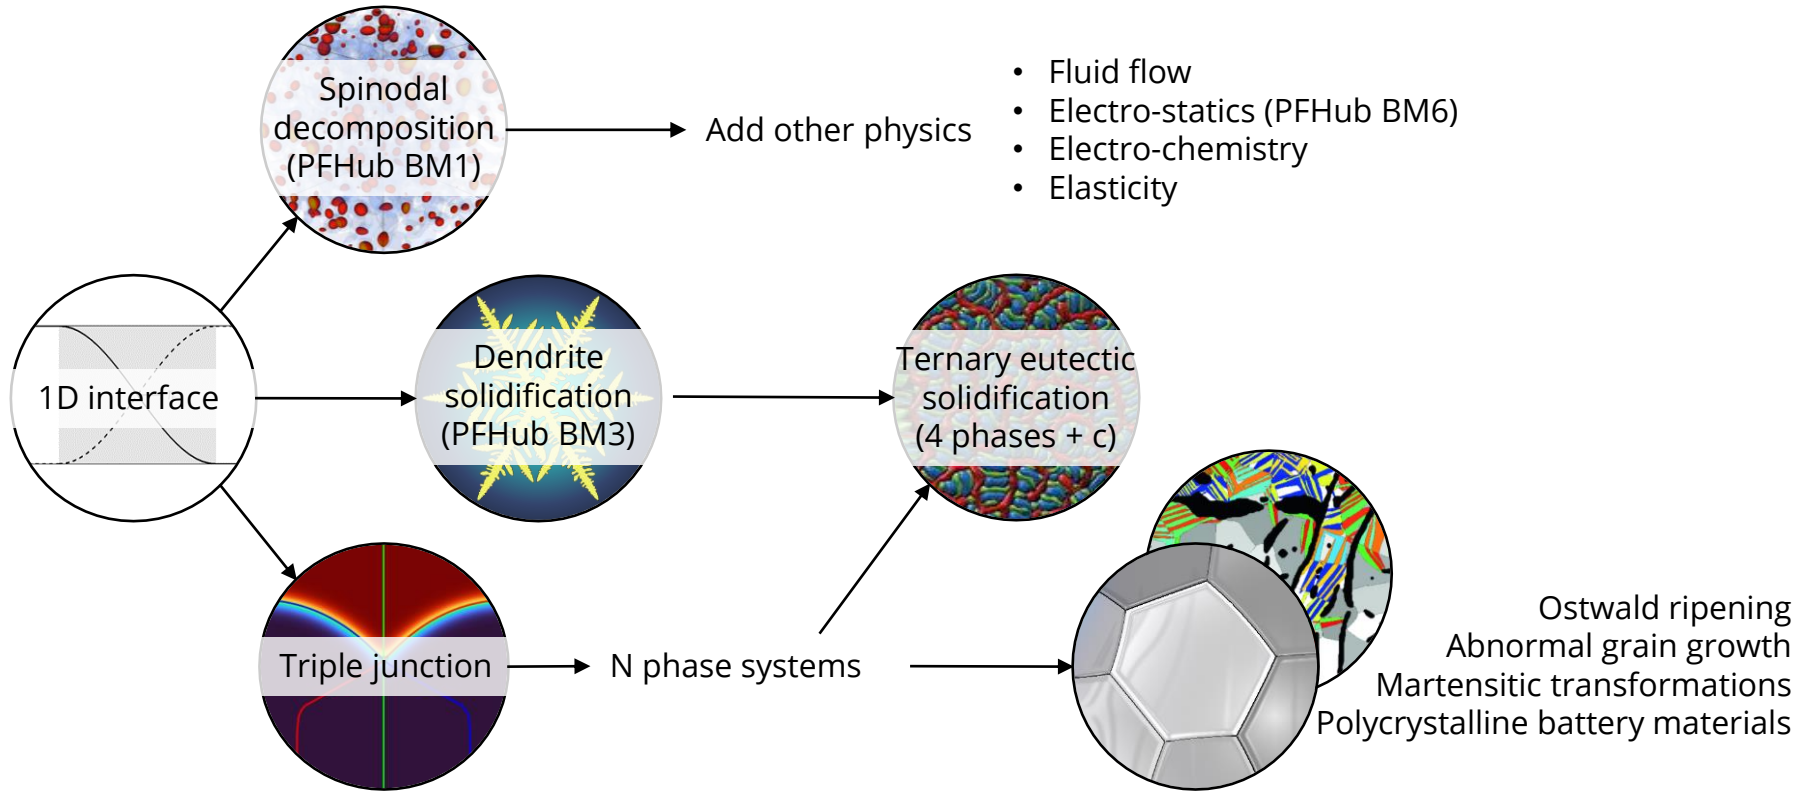 Spinodal
decomposition
(PFHub BM1)
Add other physics
• Fluid flow
• Electro-statics (PFHub BM6)
• Electro-chemistry
• Elasticity
1D interface
Dendrite
solidification
(PFHub BM3)
Ternary eutectic
solidification
(4 phases + c)
Triple junction
N phase systems
Ostwald ripening
Abnormal grain growth
Martensitic transformations
Polycrystalline battery materials